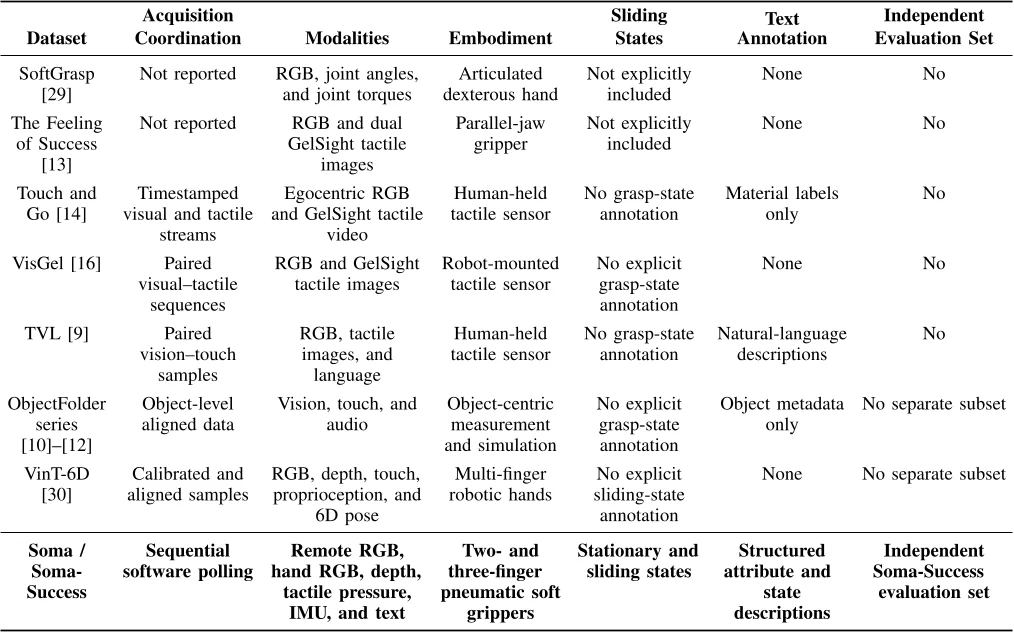 Dataset Acquisition Coordination Modalities Embodiment Sliding States Text Annotation Independent Evaluation Set
SoftGrasp Not reported RGB, joint angles, Articulated Not explicitly None No
[29] and joint torques dexterous hand included
The Feeling Not reported RGB and dual Parallel-jaw Not explicitly None No
of Success GelSight tactile gripper included
[13] images
Touch and Timestamped Egocentric RGB Human-held No grasp-state Material labels No
Go [14] visual and tactile and GelSight tactile tactile sensor annotation only
streams video
VisGel [16] Paired RGB and GelSight Robot-mounted No explicit None No
visual–tactile tactile images tactile sensor grasp-state
sequences annotation
TVL [9] Paired RGB, tactile Human-held No grasp-state Natural-language No
vision–touch images, and tactile sensor annotation descriptions
samples language
ObjectFolder Object-level Vision, touch, and Object-centric No explicit Object metadata No separate subset
series aligned data audio measurement grasp-state only
[10]–[12] and simulation annotation
VinT-6D Calibrated and RGB, depth, touch, Multi-finger No explicit None No separate subset
[30] aligned samples proprioception, and robotic hands sliding-state
6D pose annotation
Soma / Sequential Remote RGB, Two- and Stationary and Structured Independent
Soma- software polling hand RGB, depth, three-finger sliding states attribute and Soma-Success
Success tactile pressure, pneumatic soft state evaluation set
IMU, and text grippers descriptions